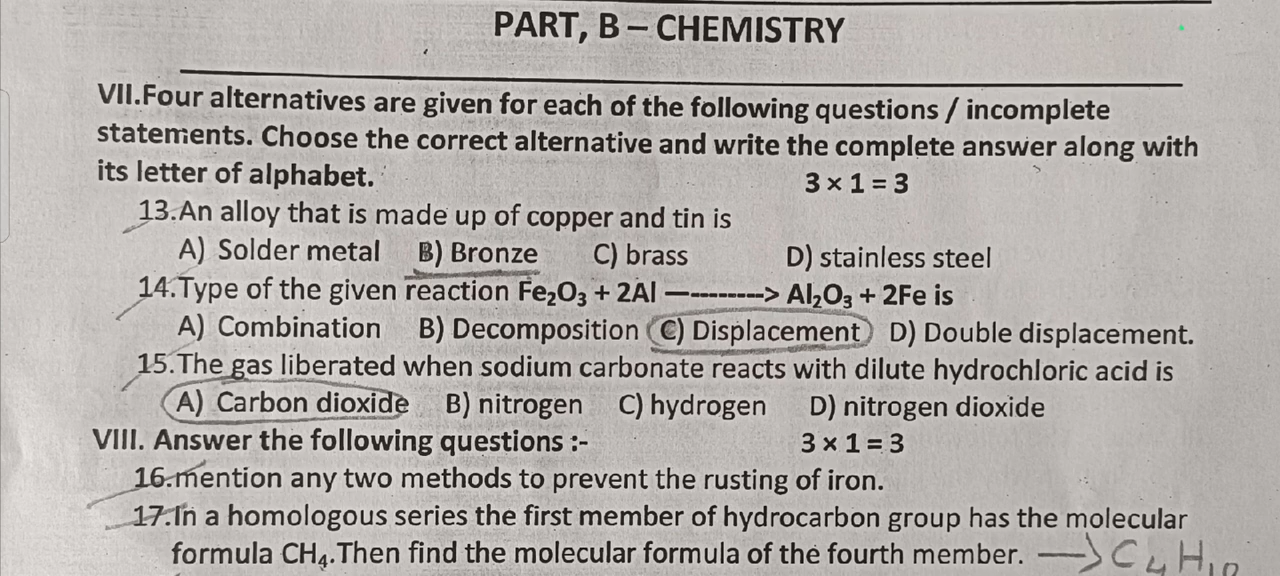 PART, B – CHEMISTRY
VII.Four alternatives are given for each of the following questions / incomplete
statements. Choose the correct alternative and write the complete answer along with
its letter of alphabet. 3 × 1 = 3
13.An alloy that is made up of copper and tin is
A) Solder metal B) Bronze C) brass D) stainless steel
14.Type of the given reaction Fe₂O₃ + 2Al ---------> Al₂O₃ + 2Fe is
A) Combination B) Decomposition C) Displacement D) Double displacement.
15.The gas liberated when sodium carbonate reacts with dilute hydrochloric acid is
A) Carbon dioxide B) nitrogen C) hydrogen D) nitrogen dioxide
VIII. Answer the following questions :- 3 × 1 = 3
16.mention any two methods to prevent the rusting of iron.
17.In a homologous series the first member of hydrocarbon group has the molecular
formula CH₄.Then find the molecular formula of the fourth member. → C₄H₁₀